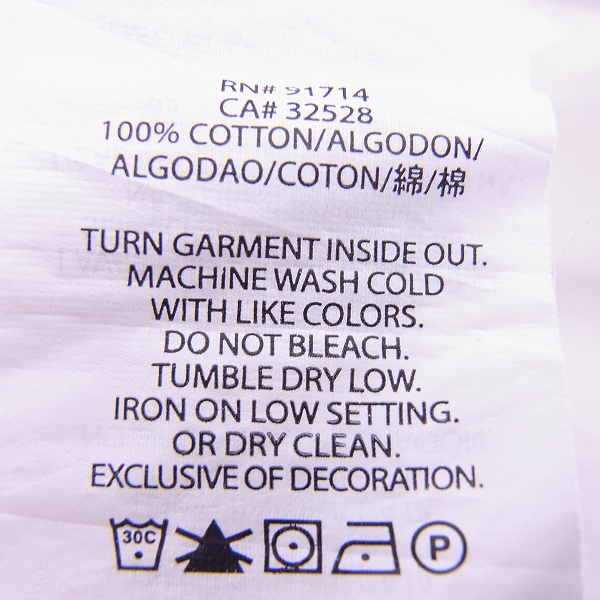 RN# 91714
CA# 32528
100% COTTON/ALGODON/
ALGODAO/COTON/綿/棉
TURN GARMENT INSIDE OUT.
MACHINE WASH COLD
WITH LIKE COLORS.
DO NOT BLEACH.
TUMBLE DRY LOW.
IRON ON LOW SETTING.
OR DRY CLEAN.
EXCLUSIVE OF DECORATION.
30C P